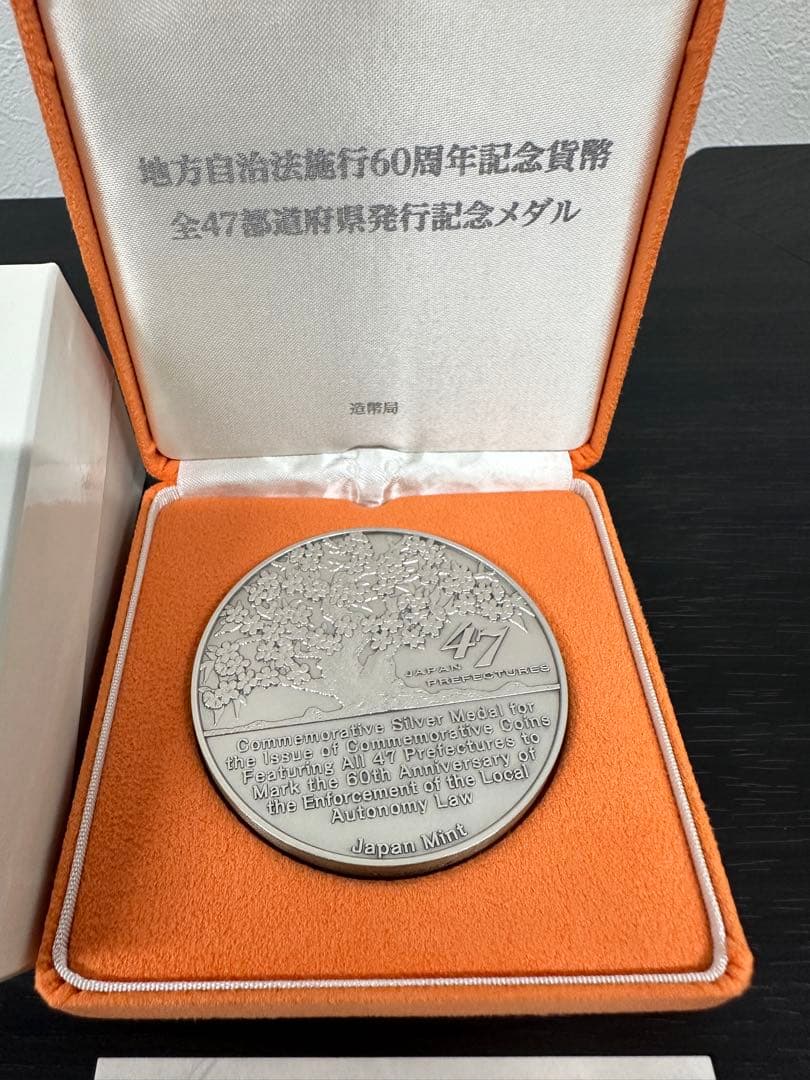 地方自治法施行60周年記念貨幣
全47都道府県発行記念メダル
造幣局
47
JAPAN
PREFECTURES
Commemorative Silver Medal for
the Issue of Commemorative Coins
Featuring All 47 Prefectures to
Mark the 60th Anniversary of
the Enforcement of the Local
Autonomy Law
Japan Mint